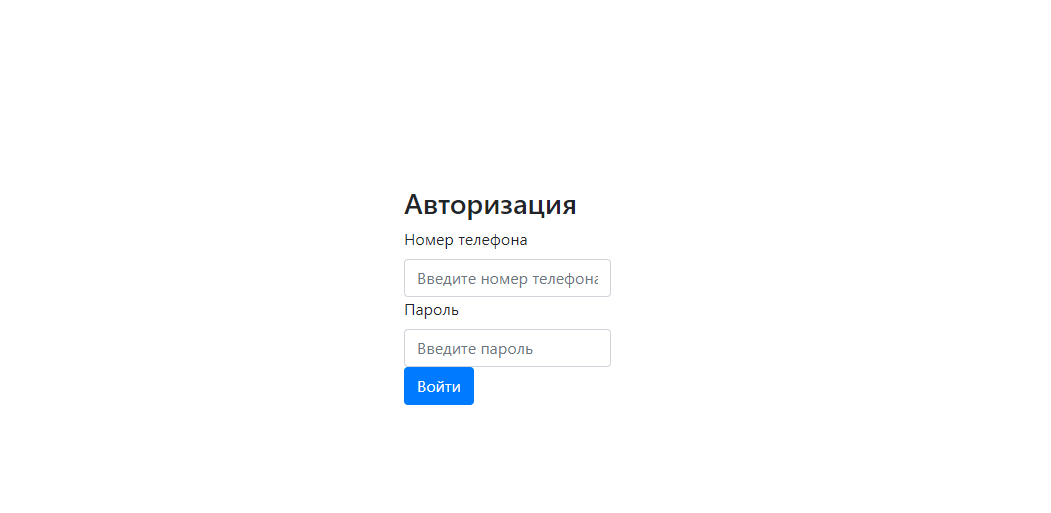 Авторизация
Номер телефона
Введите номер телефона
Пароль
Введите пароль
Войти